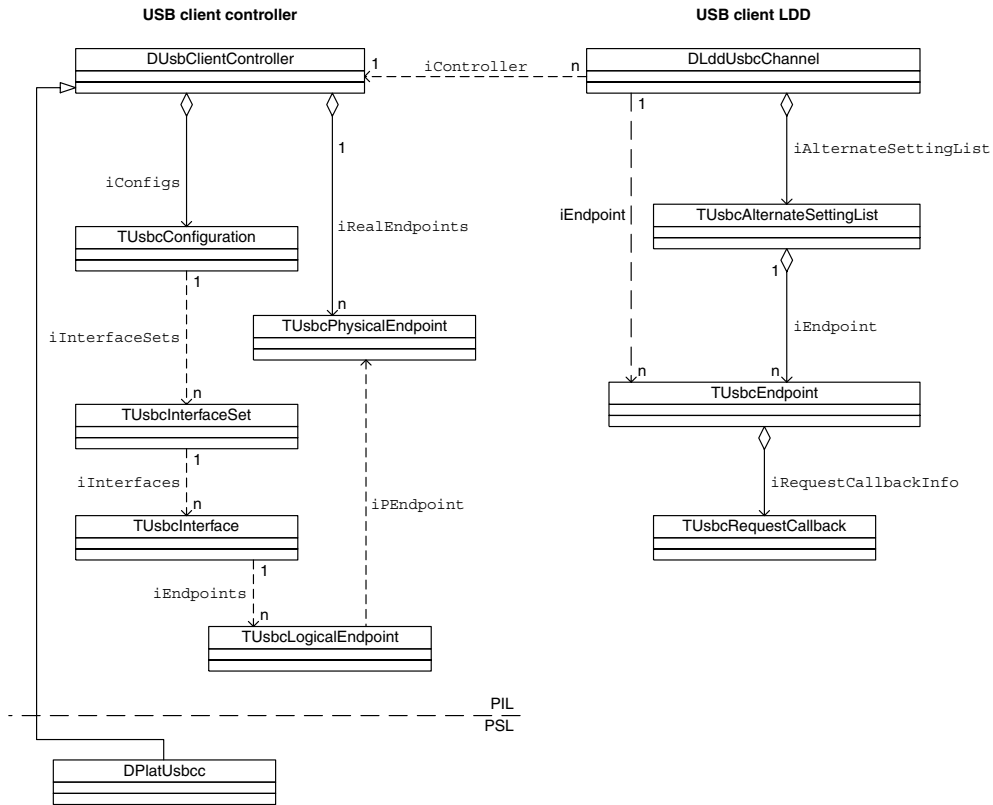 USB client controller
USB client LDD
DUsbClientController
DLddUsbcChannel
1
iController
n
1
1
iConfigs
iAlternateSettingList
iEndpoint
iRealEndpoints
TUsbcConfiguration
TUsbcAlternateSettingList
1
1
n
TUsbcPhysicalEndpoint
iInterfaceSets
iEndpoint
n
n
n
TUsbcInterfaceSet
TUsbcEndpoint
1
iInterfaces
iRequestCallbackInfo
n
iPEndpoint
TUsbcInterface
TUsbcRequestCallback
1
iEndpoints
n
TUsbcLogicalEndpoint
PIL
PSL
DPlatUsbcc